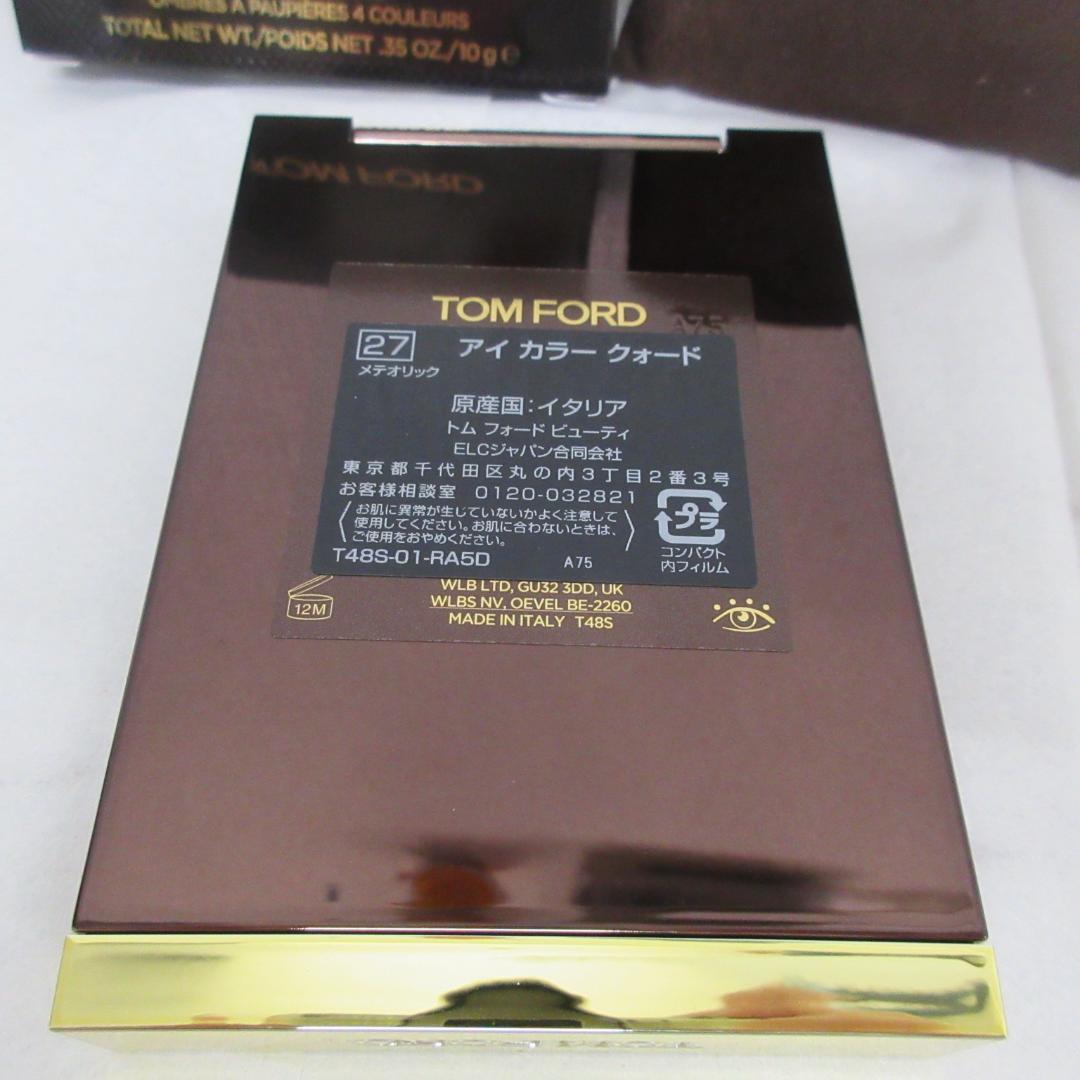 OMBRES À PAUPIÈRES 4 COULEURS
TOTAL NET WT./POIDS NET .35 OZ./10 g e
TOM FORD
TOM FORD
A75
27 アイ カラー クォード
メテオリック
原産国:イタリア
トム フォード ビューティ
ELCジャパン合同会社
東京都千代田区丸の内3丁目2番3号
お客様相談室 0120-032821
お肌に異常が生じていないかよく注意して
使用してください。お肌に合わないときは、
ご使用をおやめください。
プラ
コンパクト
内フィルム
T48S-01-RA5D A75
12M
WLB LTD, GU32 3DD, UK
WLBS NV, OEVEL BE-2260
MADE IN ITALY T48S